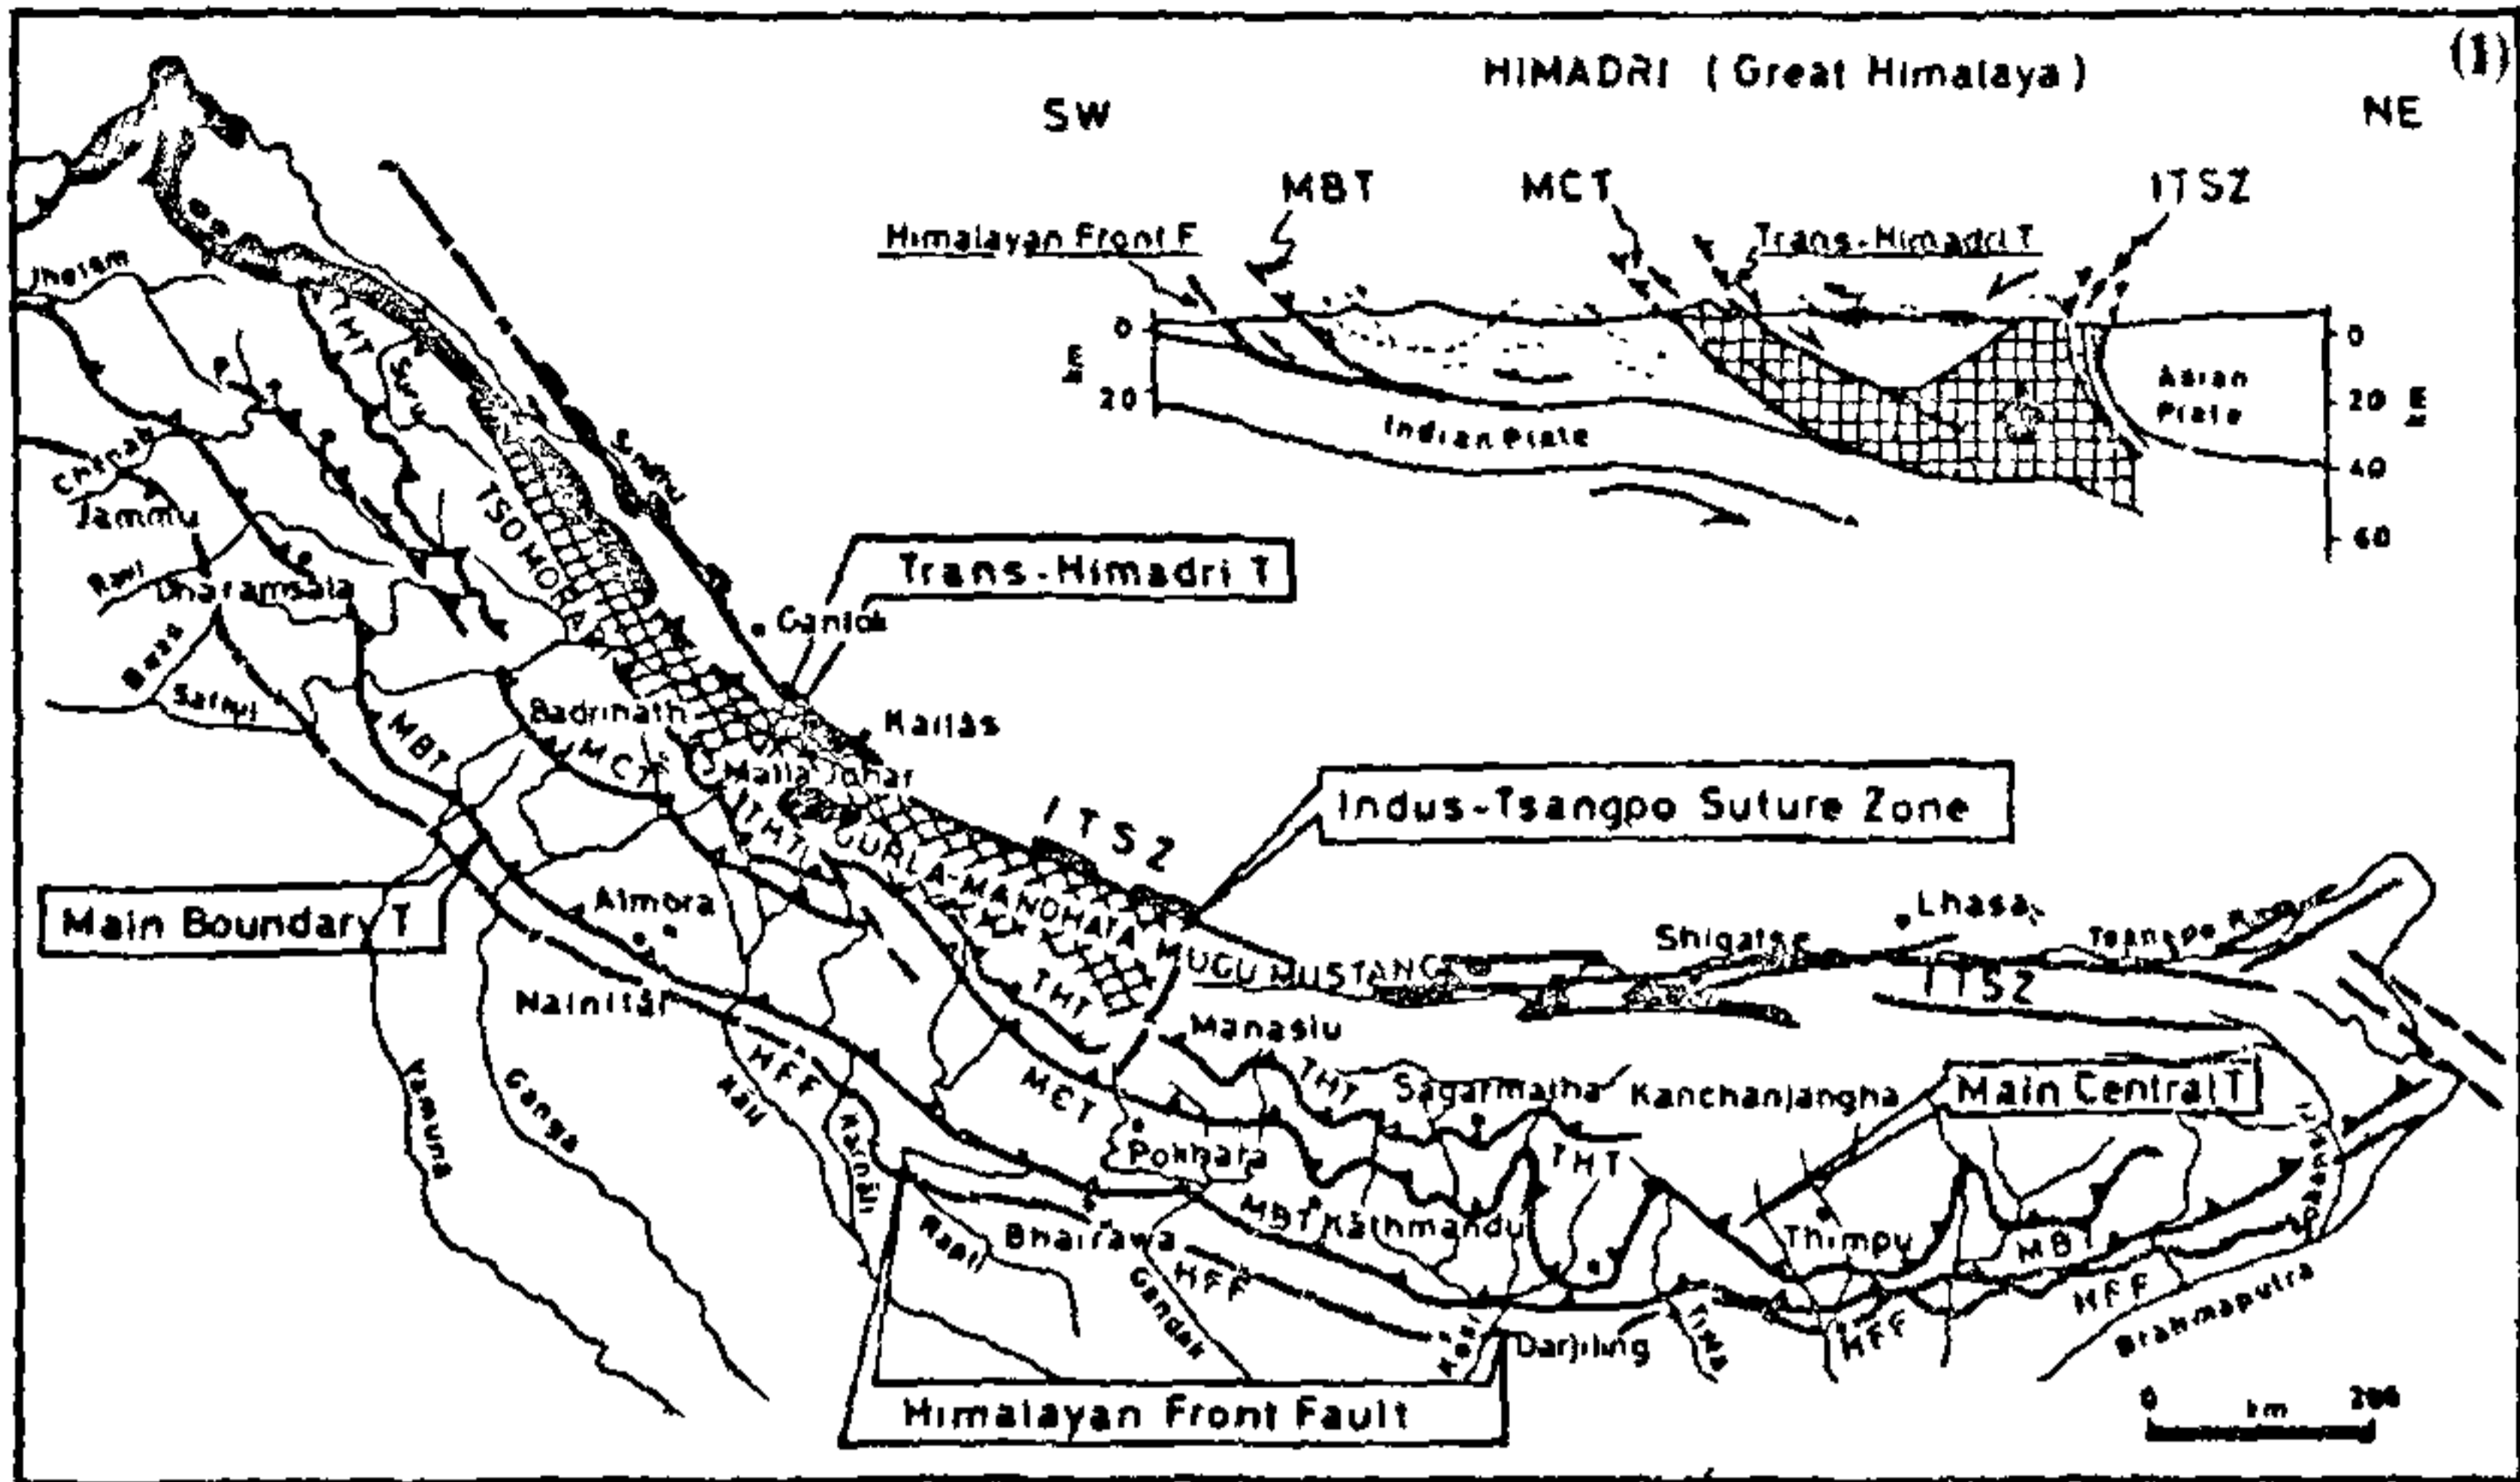 (1)
HIMADRI (Great Himalaya)
SW
NE
MBT
MCT
ITSZ
Himalayan Front F
Trans-Himadri T
0
20
Km
Indian Plate
Asian
Plate
0
20
40
60
Km
Jhelam
THT
Suru
Sindhu
Chenab
Jammu
Ravi
Dharamsala
TSO MORARI
Trans-Himadri T
Gartok
Beas
Satluj
MBT
Badrinath
MCT
Kailas
Malla Johar
THT
ITSZ
Indus-Tsangpo Suture Zone
GURLA-MANDHATA
MUGU MUSTANG
Main Boundary T
Almora
Nainital
THT
Shigatse
Lhasa
Tsangpo
ITSZ
Manaslu
HFF
MCT
THT
Sagarmatha
Kanchanjangha
Main Central T
Yamuna
Ganga
Kali
Karnali
Pokhara
THT
Rapti
Bhairawa
MBT
Kathmandu
Thimpu
MBT
HFF
Gandak
Kosi
Darjiling
Tista
HFF
HFF
Brahmaputra
Himalayan Front Fault
0
km
200